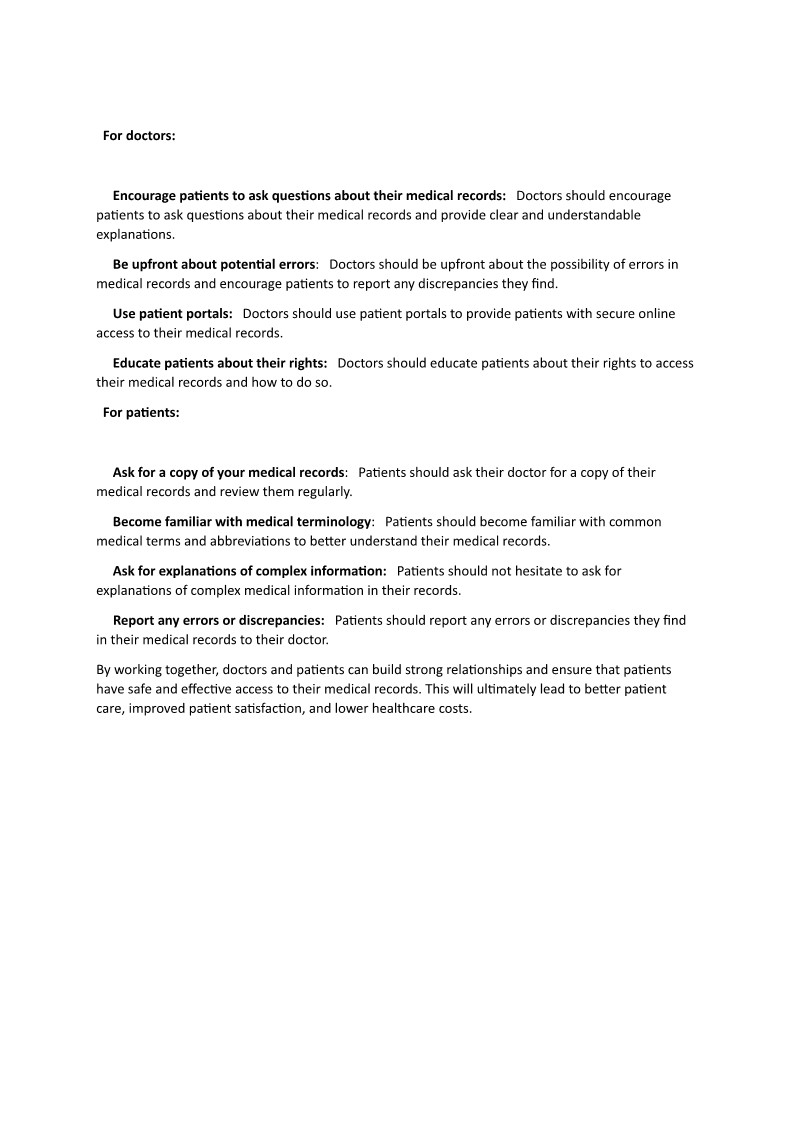 For doctors:
Encourage patients to ask questions about their medical records: Doctors should encourage
patients to ask questions about their medical records and provide clear and understandable
explanations.
Be upfront about potential errors: Doctors should be upfront about the possibility of errors in
medical records and encourage patients to report any discrepancies they find.
Use patient portals: Doctors should use patient portals to provide patients with secure online
access to their medical records.
Educate patients about their rights: Doctors should educate patients about their rights to access
their medical records and how to do so.
For patients:
Ask for a copy of your medical records: Patients should ask their doctor for a copy of their
medical records and review them regularly.
Become familiar with medical terminology: Patients should become familiar with common
medical terms and abbreviations to better understand their medical records.
Ask for explanations of complex information: Patients should not hesitate to ask for
explanations of complex medical information in their records.
Report any errors or discrepancies: Patients should report any errors or discrepancies they find
in their medical records to their doctor.
By working together, doctors and patients can build strong relationships and ensure that patients
have safe and effective access to their medical records. This will ultimately lead to better patient
care, improved patient satisfaction, and lower healthcare costs.